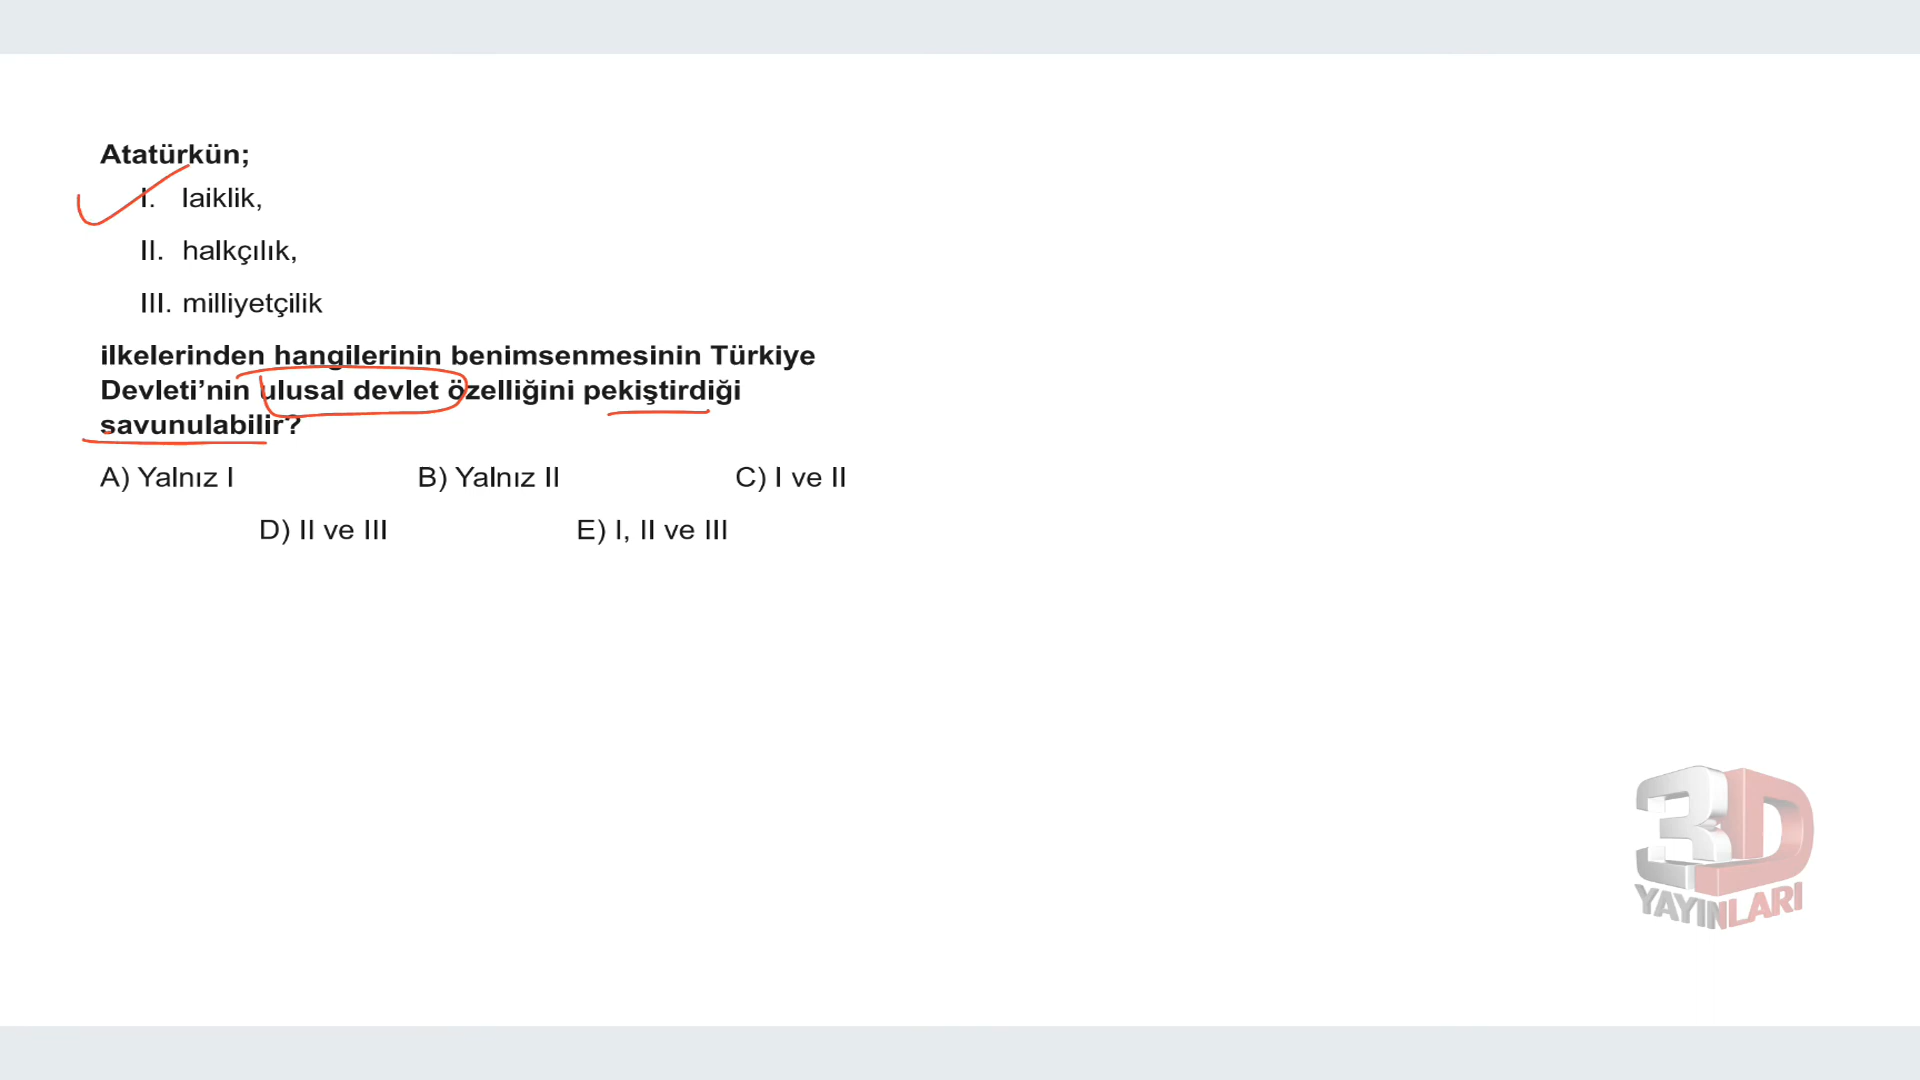 Atatürkün;
I. laiklik,
II. halkçılık,
III. milliyetçilik
ilkelerinden hangilerinin benimsenmesinin Türkiye
Devleti’nin ulusal devlet özelliğini pekiştirdiği
savunulabilir?
A) Yalnız I B) Yalnız II C) I ve II
D) II ve III E) I, II ve III
3D
YAYINLARI